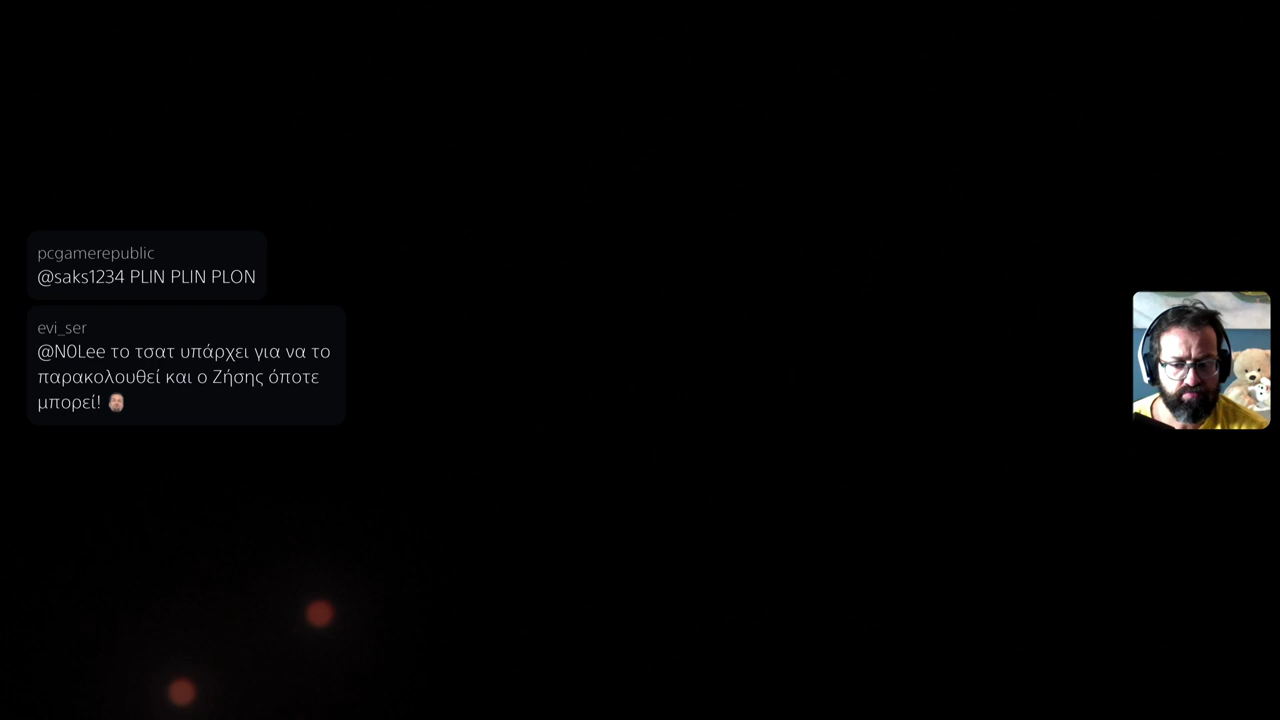 pcgamerepublic
@saks1234 PLIN PLIN PLON
evi_ser
@N0Lee το τσατ υπάρχει για να το
παρακολουθεί και ο Ζήσης όποτε
μπορεί!